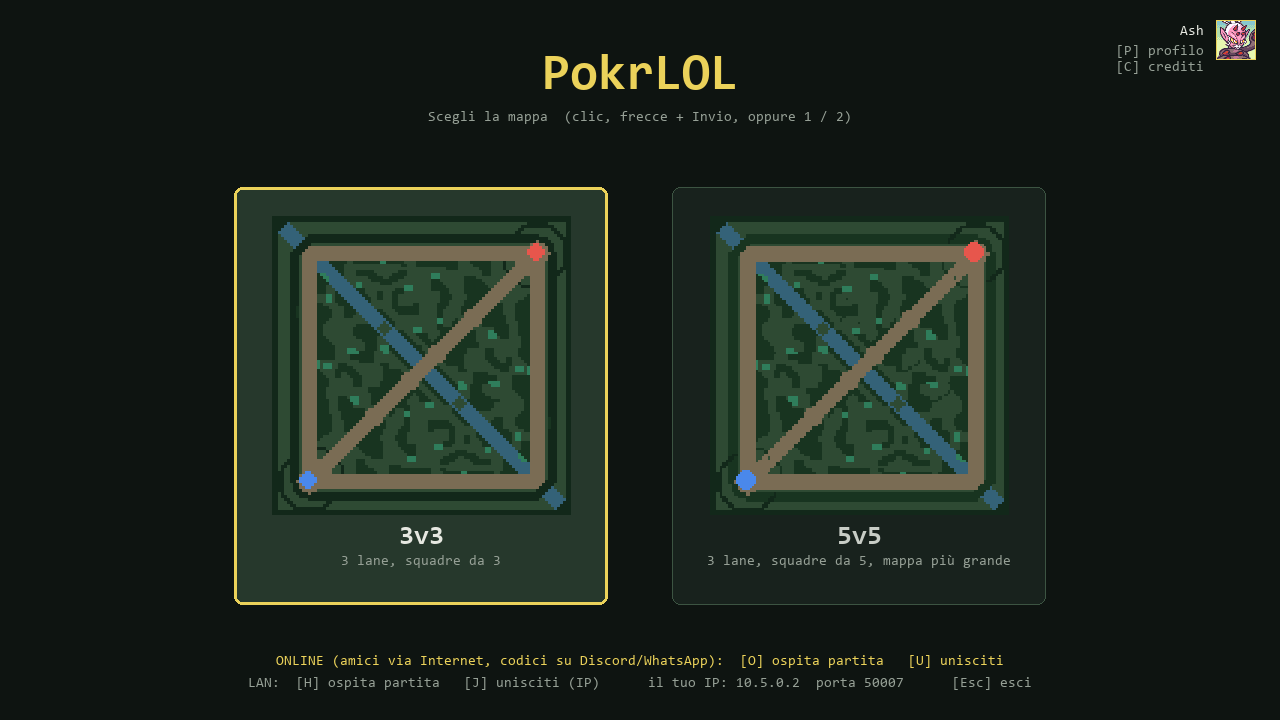 Ash
[P] profilo
[C] crediti
PokrLOL
Scegli la mappa  (clic, frecce + Invio, oppure 1 / 2)
3v3
3 lane, squadre da 3
5v5
3 lane, squadre da 5, mappa più grande
ONLINE (amici via Internet, codici su Discord/WhatsApp):  [O] ospita partita   [U] unisciti
LAN:  [H] ospita partita   [J] unisciti (IP)      il tuo IP: 10.5.0.2  porta 50007      [Esc] esci